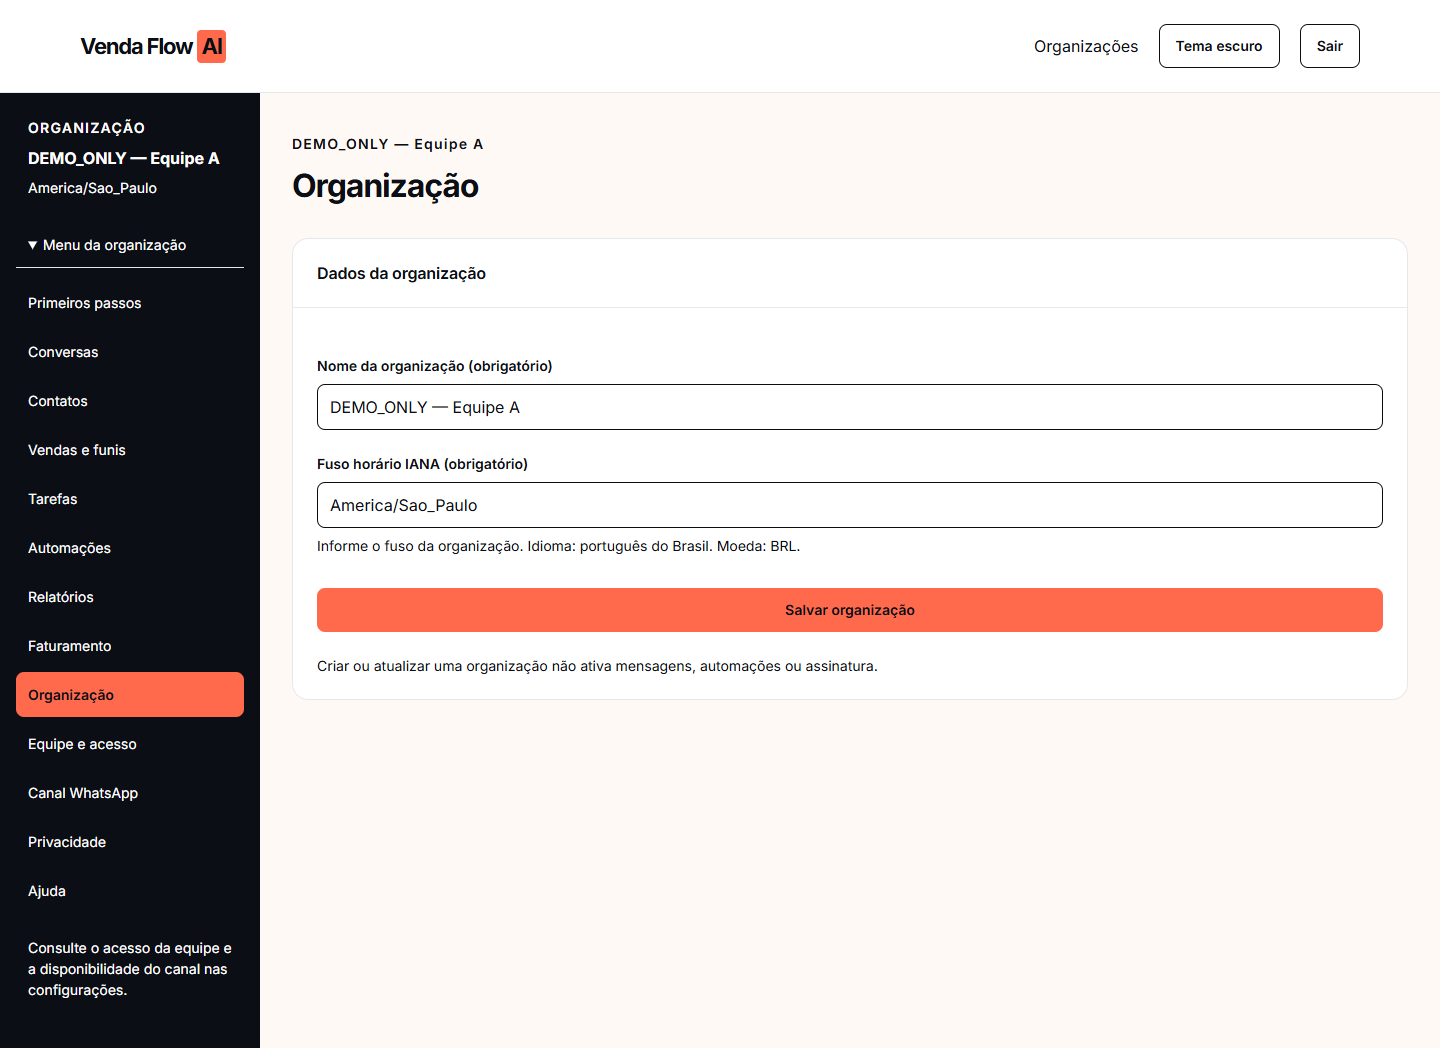 Venda Flow AI
Organizações
Tema escuro
Sair
ORGANIZAÇÃO
DEMO_ONLY — Equipe A
America/Sao_Paulo
▼ Menu da organização
Primeiros passos
Conversas
Contatos
Vendas e funis
Tarefas
Automações
Relatórios
Faturamento
Organização
Equipe e acesso
Canal WhatsApp
Privacidade
Ajuda
Consulte o acesso da equipe e
a disponibilidade do canal nas
configurações.
DEMO_ONLY — Equipe A
Organização
Dados da organização
Nome da organização (obrigatório)
DEMO_ONLY — Equipe A
Fuso horário IANA (obrigatório)
America/Sao_Paulo
Informe o fuso da organização. Idioma: português do Brasil. Moeda: BRL.
Salvar organização
Criar ou atualizar uma organização não ativa mensagens, automações ou assinatura.